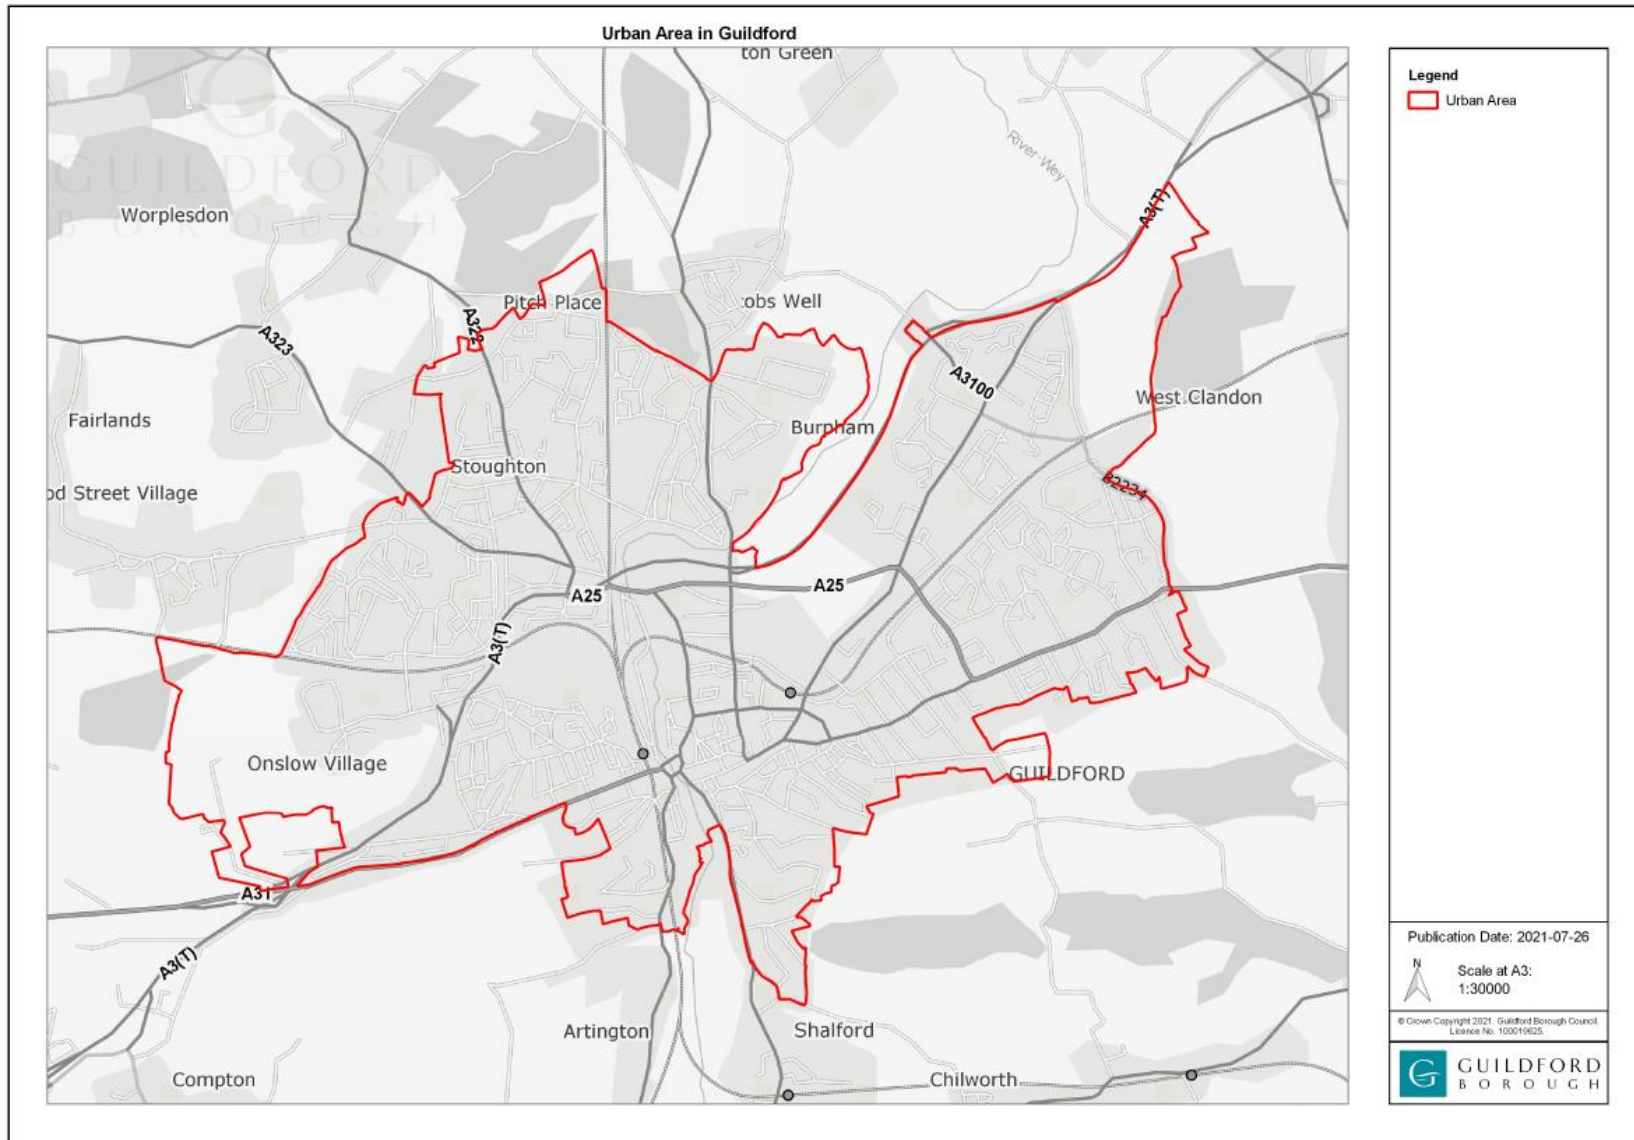 Urban Area in Guildford
ton Green
Legend
Urban Area
GUILDFORD
BOROUGH
River Wey
A3(T)
Worplesdon
Pitch Place
obs Well
A322
A323
A3100
West Clandon
Fairlands
Burpham
Stoughton
od Street Village
B2234
A25
A25
A3(T)
Onslow Village
GUILDFORD
A31
A3(T)
Artington
Shalford
Compton
Chilworth
Publication Date: 2021-07-26
N
Scale at A3:
1:30000
© Crown Copyright 2021. Guildford Borough Council.
Licence No. 100019625.
G GUILDFORD
BOROUGH